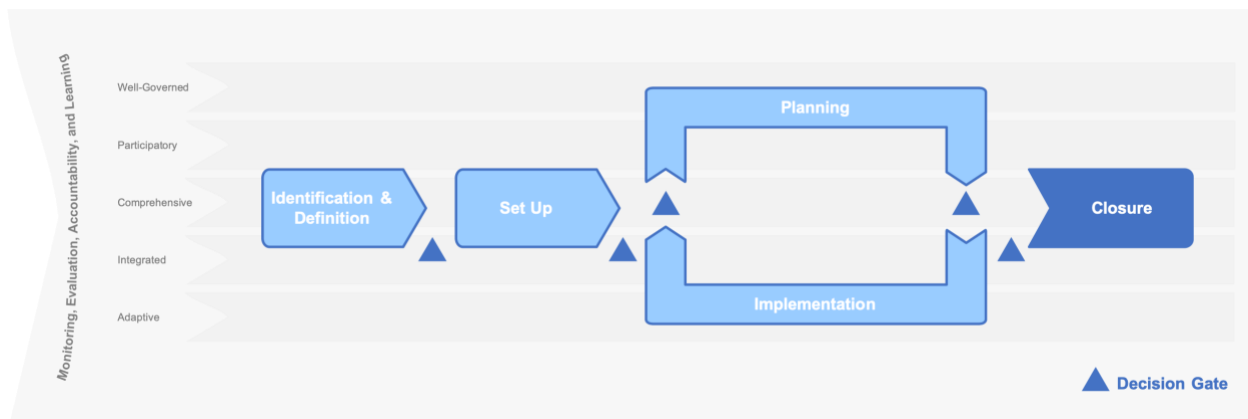 Monitoring, Evaluation, Accountability, and Learning
Well-Governed
Participatory
Comprehensive
Integrated
Adaptive
Identification &
Definition
Set Up
Planning
Implementation
Closure
Decision Gate